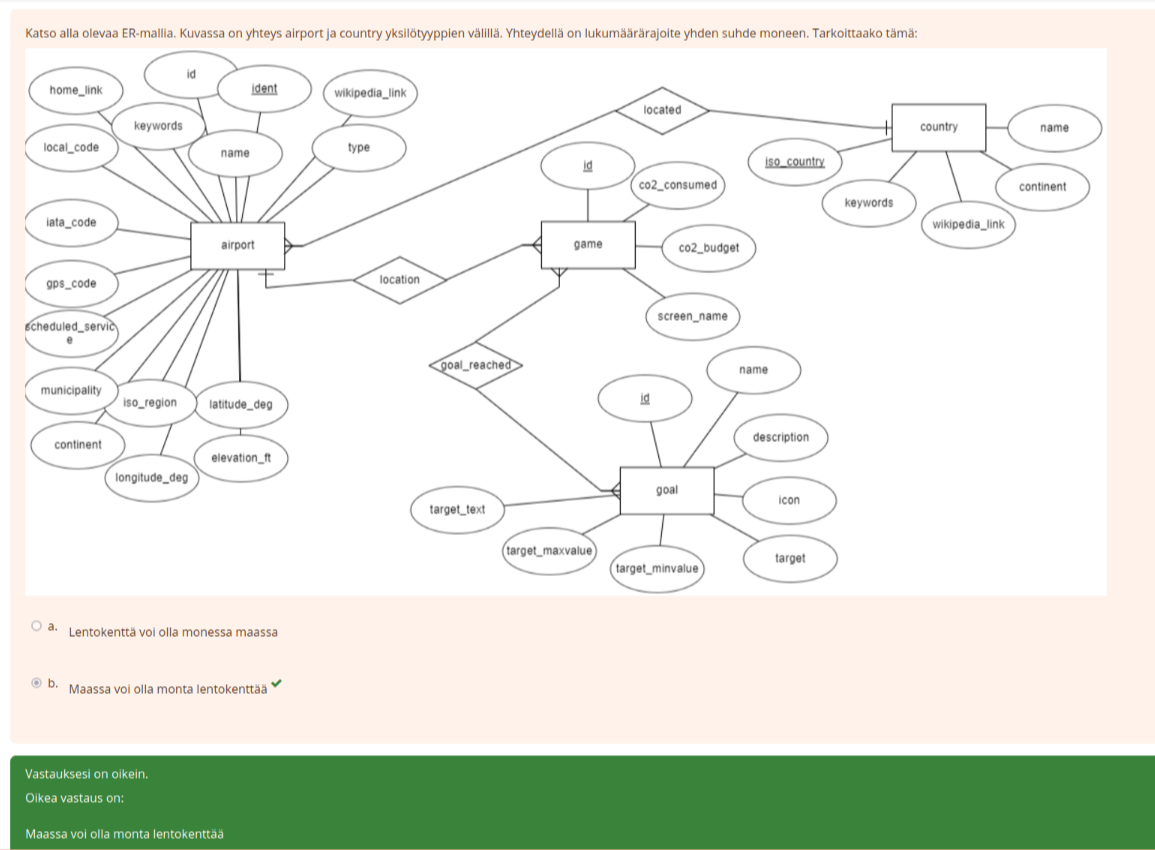 Katso alla olevaa ER-mallia. Kuvassa on yhteys airport ja country yksilötyyppien välillä. Yhteydellä on lukumäärärajoite yhden suhde moneen. Tarkoittaako tämä:
id
home_link
ident
wikipedia_link
keywords
local_code
name
type
located
country
name
iso_country
continent
keywords
wikipedia_link
id
co2_consumed
iata_code
airport
game
co2_budget
location
gps_code
screen_name
scheduled_servic
e
goal_reached
name
municipality
iso_region
latitude_deg
id
continent
elevation_ft
description
longitude_deg
goal
icon
target_text
target_maxvalue
target_minvalue
target
a. Lentokenttä voi olla monessa maassa
b. Maassa voi olla monta lentokenttää
Vastauksesi on oikein.
Oikea vastaus on:
Maassa voi olla monta lentokenttää